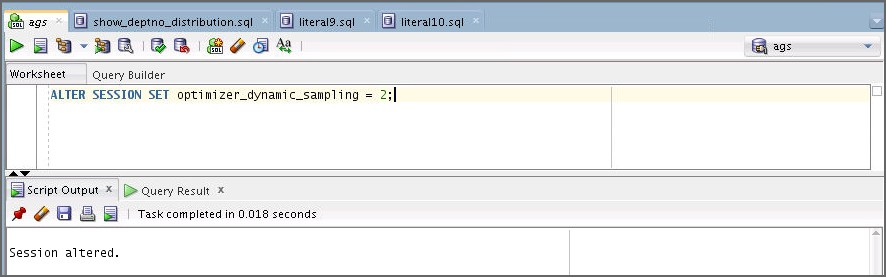 ags show_deptno_distribution.sql literal9.sql literal10.sql
ags
Worksheet Query Builder
ALTER SESSION SET optimizer_dynamic_sampling = 2;
Script Output x Query Result x
Task completed in 0.018 seconds
Session altered.